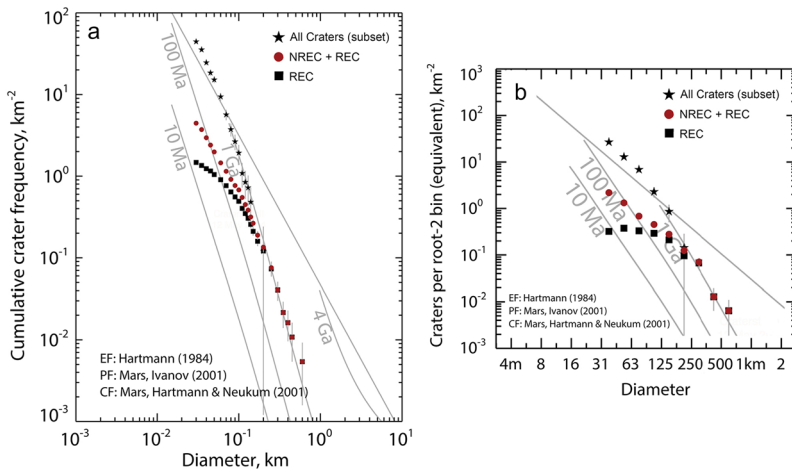 a
★ All Craters (subset)
● NREC + REC
■ REC
100 Ma
10 Ma
1 Ga
4 Ga
EF: Hartmann (1984)
PF: Mars, Ivanov (2001)
CF: Mars, Hartmann & Neukum (2001)
Cumulative crater frequency, km⁻²
10² 10¹ 10⁰ 10⁻¹ 10⁻² 10⁻³
10⁻³ 10⁻² 10⁻¹ 10⁰ 10¹
Diameter, km
b
★ All Craters (subset)
● NREC + REC
■ REC
100 Ma
10 Ma
1 Ga
EF: Hartmann (1984)
PF: Mars, Ivanov (2001)
CF: Mars, Hartmann & Neukum (2001)
Craters per root-2 bin (equivalent), km⁻²
10³ 10² 10¹ 10⁰ 10⁻¹ 10⁻² 10⁻³
4m 8 16 31 63 125 250 500 1km 2
Diameter